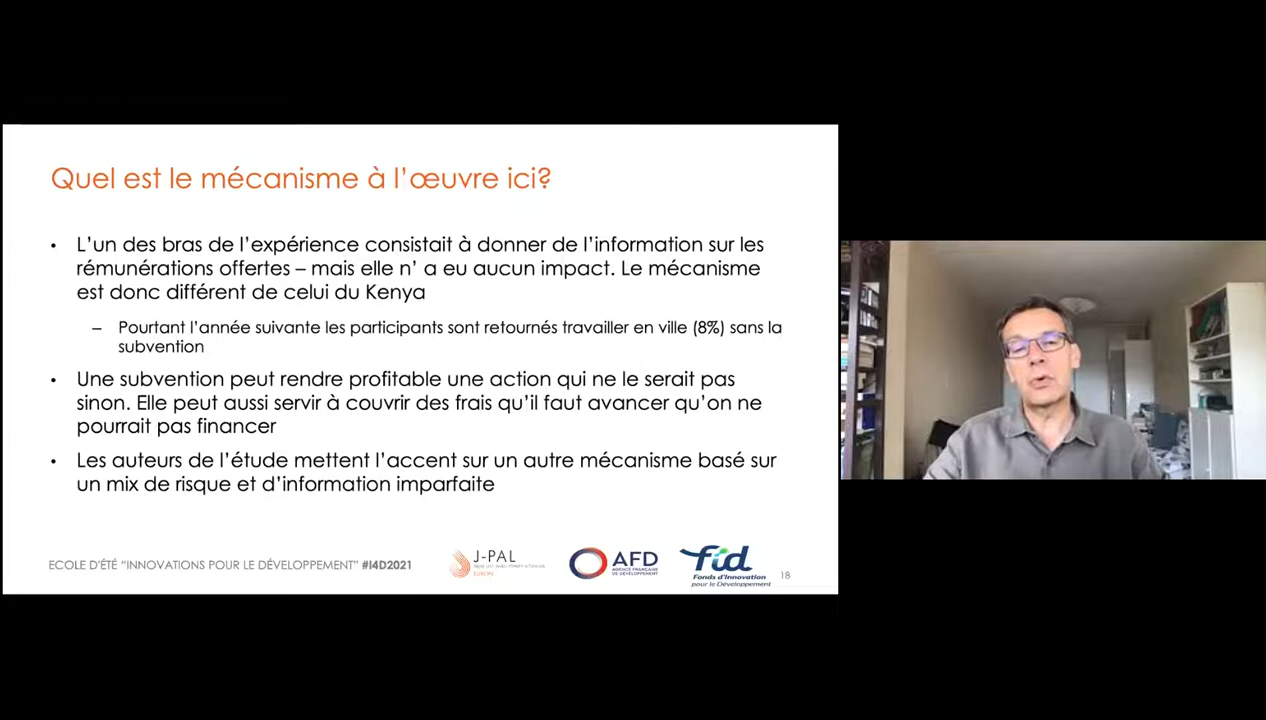 Quel est le mécanisme à l’œuvre ici?
• L’un des bras de l’expérience consistait à donner de l’information sur les
rémunérations offertes – mais elle n’ a eu aucun impact. Le mécanisme
est donc différent de celui du Kenya
– Pourtant l’année suivante les participants sont retournés travailler en ville (8%) sans la
subvention
• Une subvention peut rendre profitable une action qui ne le serait pas
sinon. Elle peut aussi servir à couvrir des frais qu’il faut avancer qu’on ne
pourrait pas financer
• Les auteurs de l’étude mettent l’accent sur un autre mécanisme basé sur
un mix de risque et d’information imparfaite
ECOLE D'ÉTÉ “INNOVATIONS POUR LE DÉVELOPPEMENT” #I4D2021
J-PAL
EUROPE
AFD
AGENCE FRANÇAISE
DE DÉVELOPPEMENT
fid
Fonds d'Innovation
pour le Développement
18